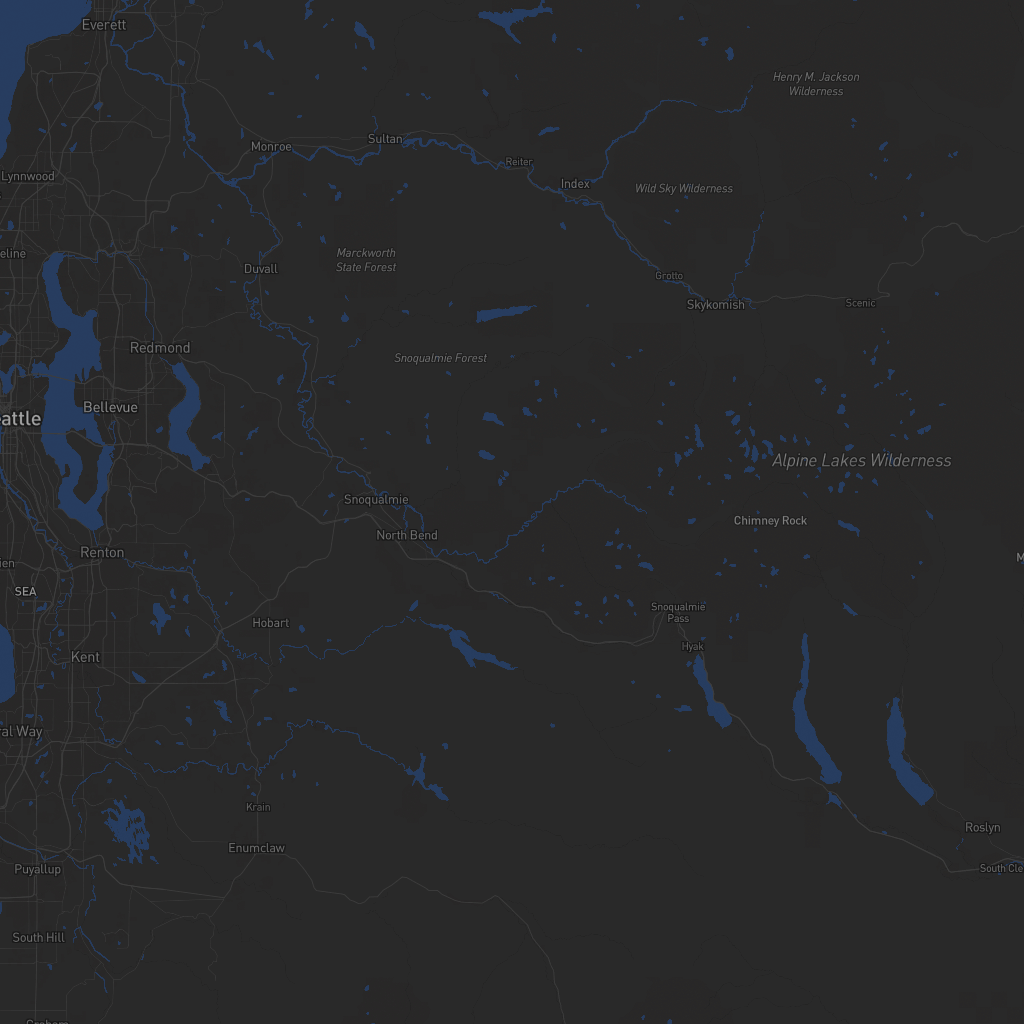 Everett
Henry M. Jackson
Wilderness
Sultan
Monroe
Reiter
Lynnwood
Index
Wild Sky Wilderness
eline
Marckworth
State Forest
Duvall
Grotto
Skykomish
Scenic
Redmond
Snoqualmie Forest
Bellevue
attle
Alpine Lakes Wilderness
Snoqualmie
Chimney Rock
North Bend
Renton
M
ien
SEA
Snoqualmie
Pass
Hobart
Hyak
Kent
ral Way
Krain
Roslyn
Enumclaw
Puyallup
South Cle
South Hill